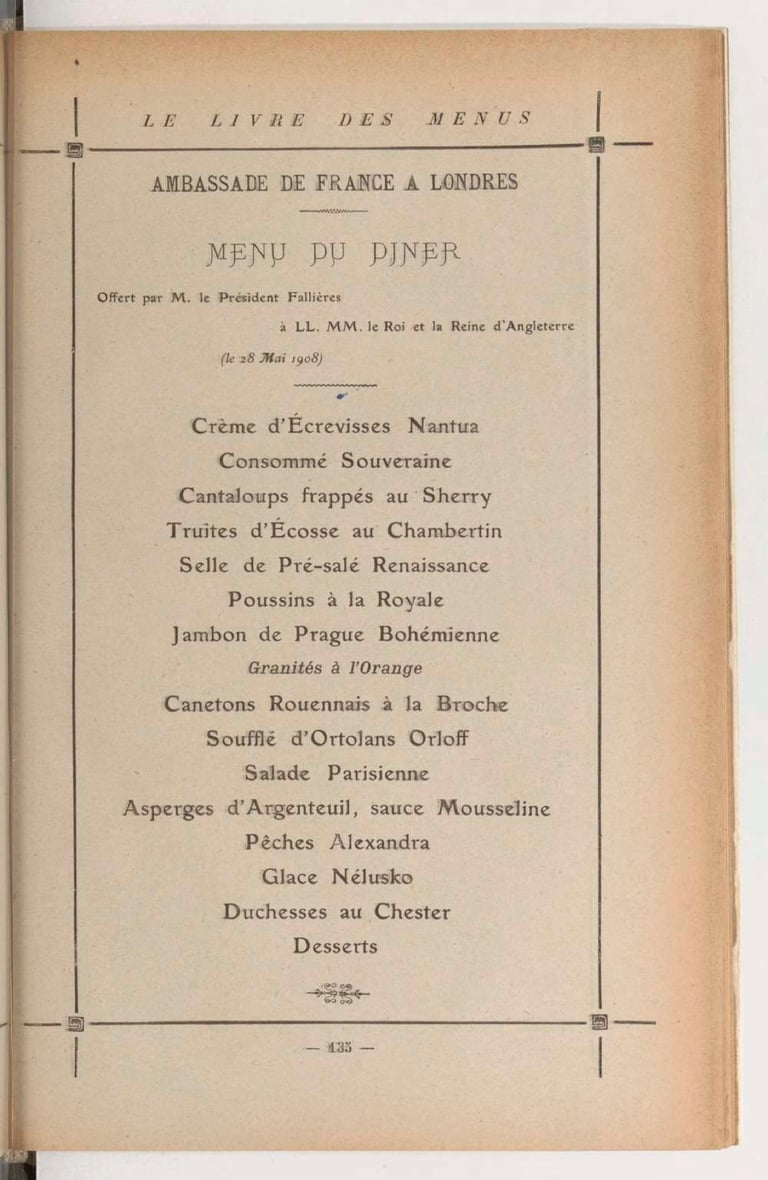 LE LIVRE DES MENUS
AMBASSADE DE FRANCE A LONDRES
MENU DU DINER
Offert par M. le Président Fallières
à LL. MM. le Roi et la Reine d'Angleterre
(le 28 Mai 1908)
Crème d'Écrevisses Nantua
Consommé Souveraine
Cantaloups frappés au Sherry
Truites d'Écosse au Chambertin
Selle de Pré-salé Renaissance
Poussins à la Royale
Jambon de Prague Bohémienne
Granités à l'Orange
Canetons Rouennais à la Broche
Soufflé d'Ortolans Orloff
Salade Parisienne
Asperges d'Argenteuil, sauce Mousseline
Pêches Alexandra
Glace Nélusko
Duchesses au Chester
Desserts
— 135 —